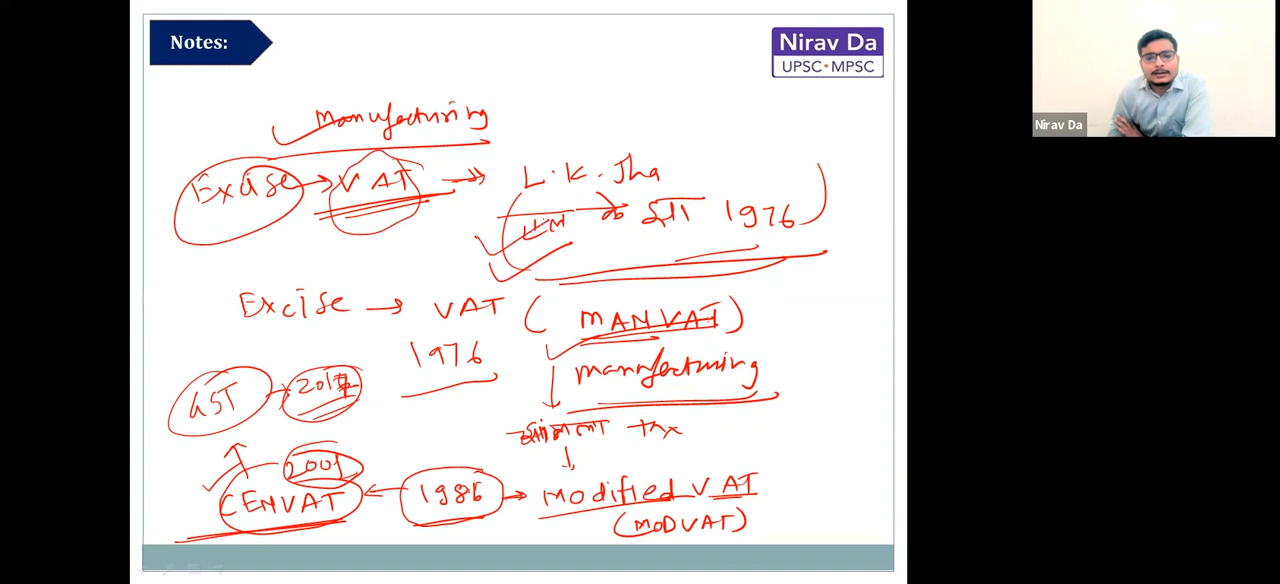 Notes:
Nirav Da
UPSC • MPSC
Nirav Da
Manufacturing
Excise → VAT → L.K. Jha
1976
Excise → VAT ( MANVAT )
1976
manufacturing
GST → 2017
tax
2001
CENVAT ← 1986 → Modified VAT
(MODVAT)